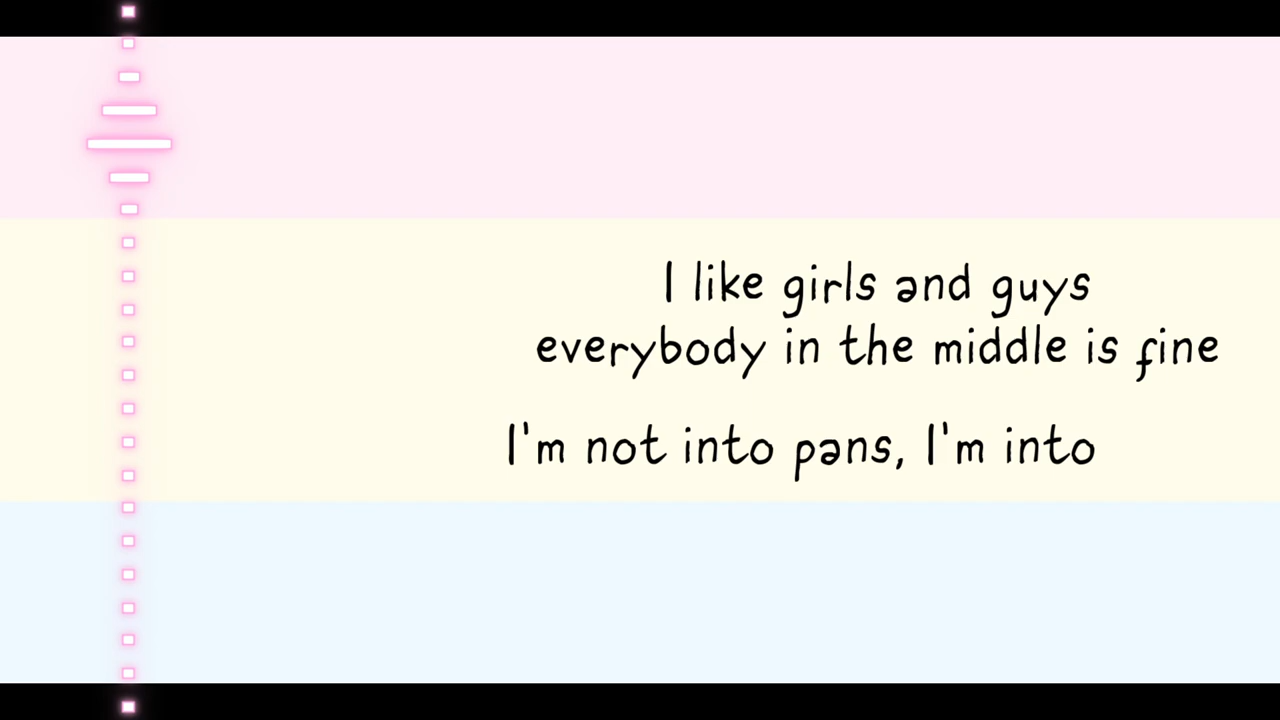 I like girls and guys
everybody in the middle is fine
I'm not into pans, I'm into